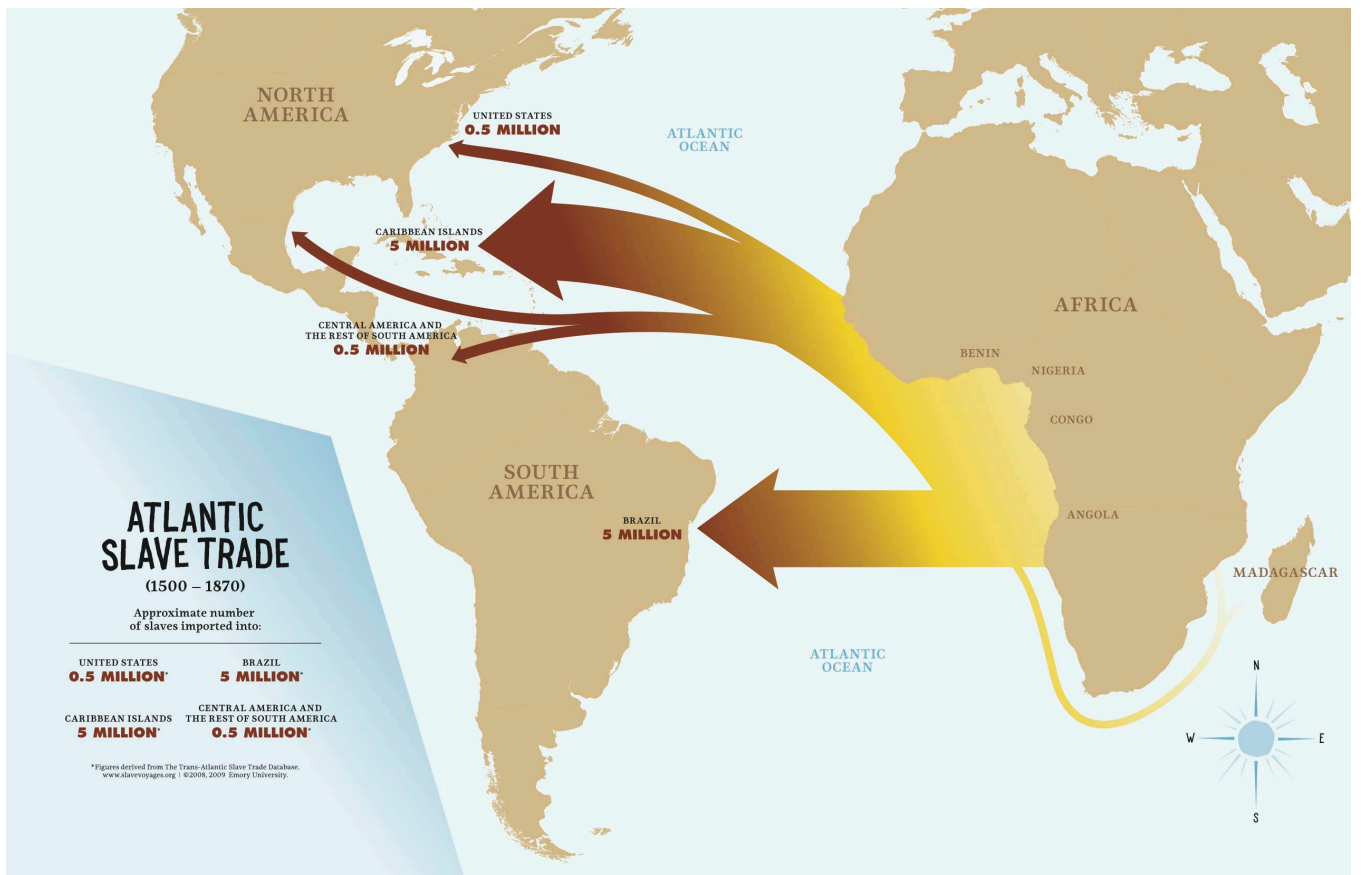 NORTH
AMERICA
UNITED STATES
0.5 MILLION
ATLANTIC
OCEAN
CARIBBEAN ISLANDS
5 MILLION
AFRICA
CENTRAL AMERICA AND
THE REST OF SOUTH AMERICA
0.5 MILLION
BENIN
NIGERIA
CONGO
SOUTH
AMERICA
BRAZIL
5 MILLION
ANGOLA
MADAGASCAR
ATLANTIC
OCEAN
N
W
E
S
ATLANTIC
SLAVE TRADE
(1500 – 1870)
Approximate number
of slaves imported into:
UNITED STATES
0.5 MILLION*
BRAZIL
5 MILLION*
CARIBBEAN ISLANDS
5 MILLION*
CENTRAL AMERICA AND
THE REST OF SOUTH AMERICA
0.5 MILLION*
*Figures derived from The Trans-Atlantic Slave Trade Database.
www.slavevoyages.org | ©2008, 2009 Emory University.